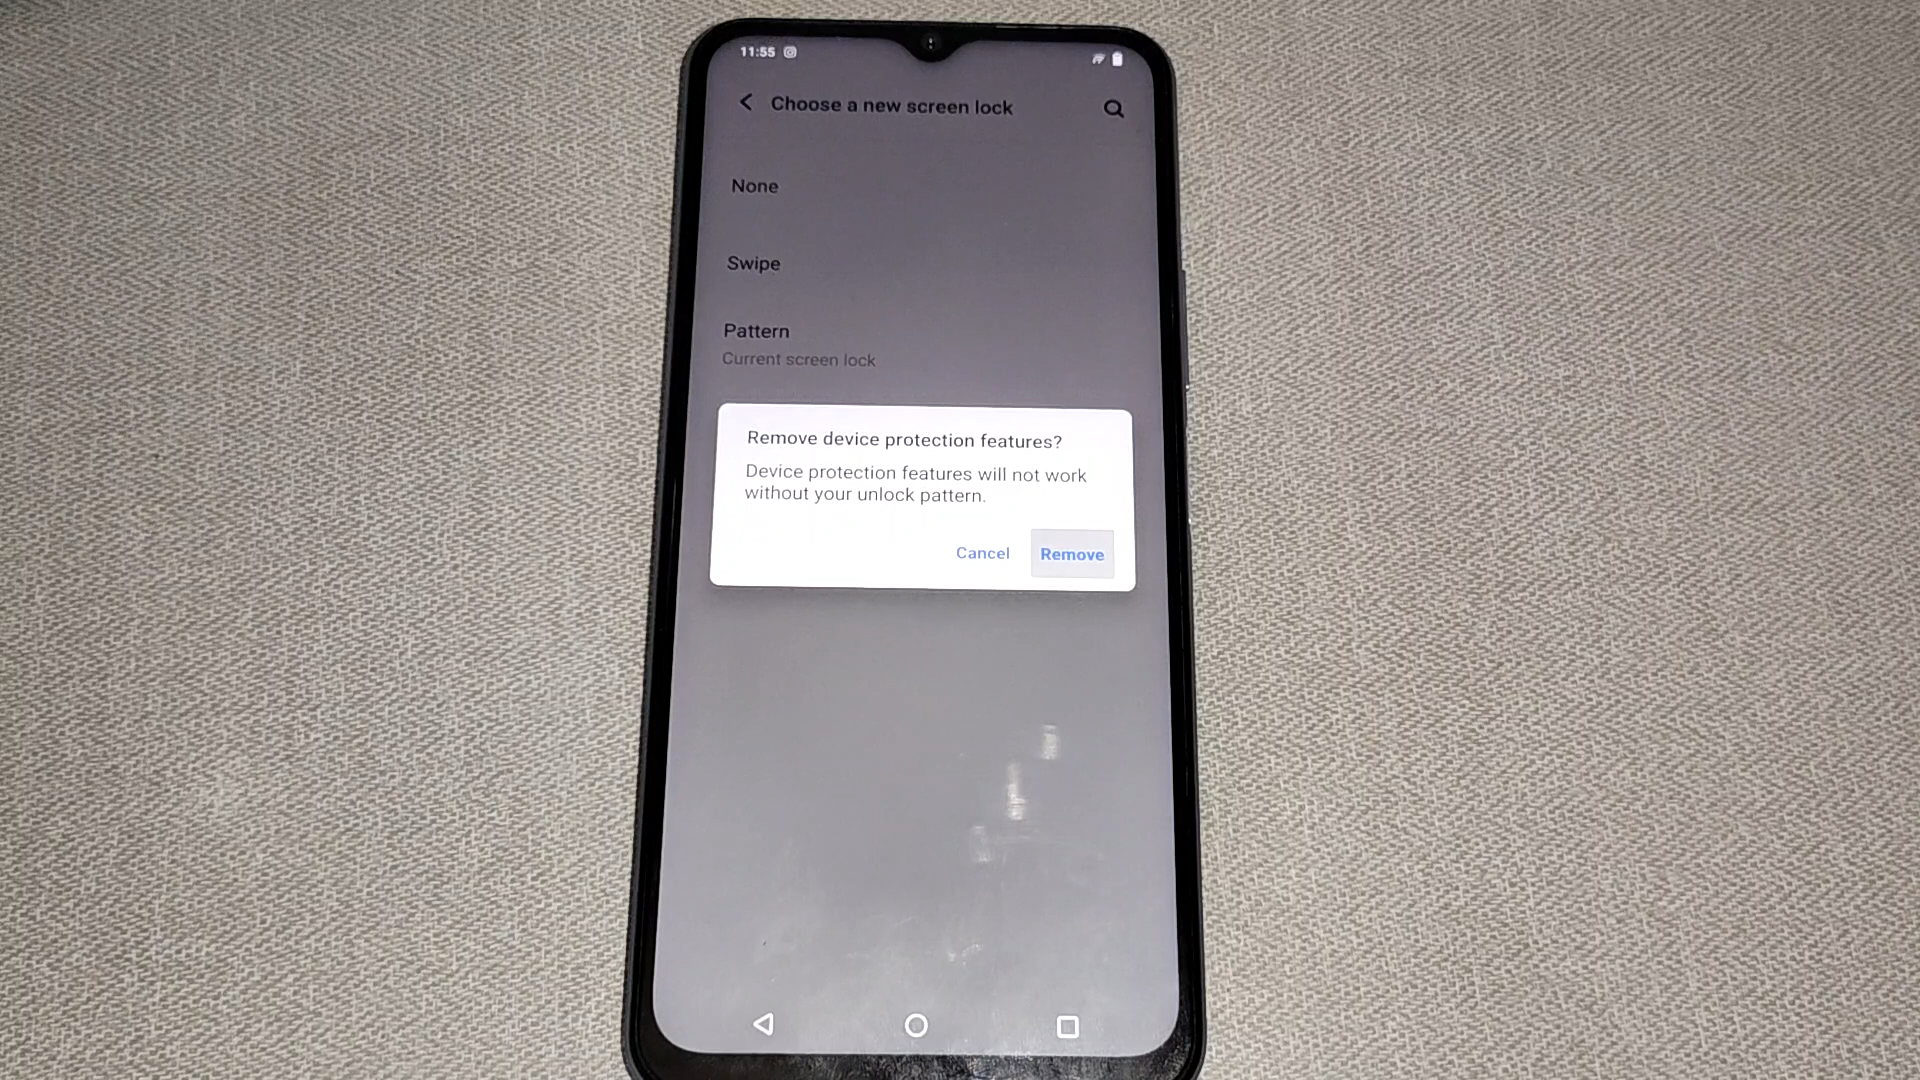 11:55
Choose a new screen lock
None
Swipe
Pattern
Current screen lock
Remove device protection features?
Device protection features will not work
without your unlock pattern.
Cancel Remove